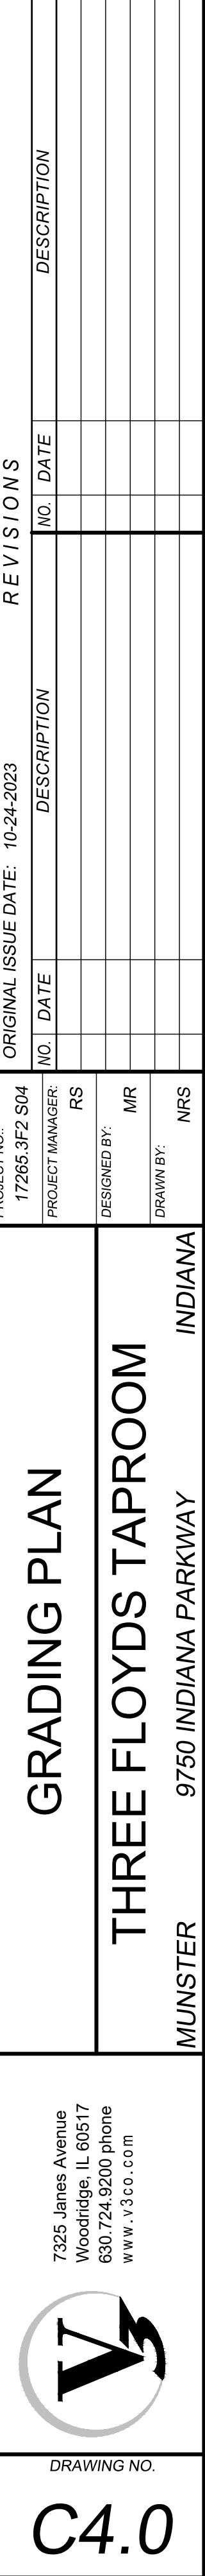 REVISIONS
NO. DATE DESCRIPTION
NO. DATE DESCRIPTION
ORIGINAL ISSUE DATE: 10-24-2023
17265.3F2 S04
PROJECT MANAGER:
RS
DESIGNED BY:
MR
DRAWN BY:
NRS
GRADING PLAN
THREE FLOYDS TAPROOM
MUNSTER 9750 INDIANA PARKWAY INDIANA
7325 Janes Avenue
Woodridge, IL 60517
630.724.9200 phone
www.v3co.com
V3
DRAWING NO.
C4.0